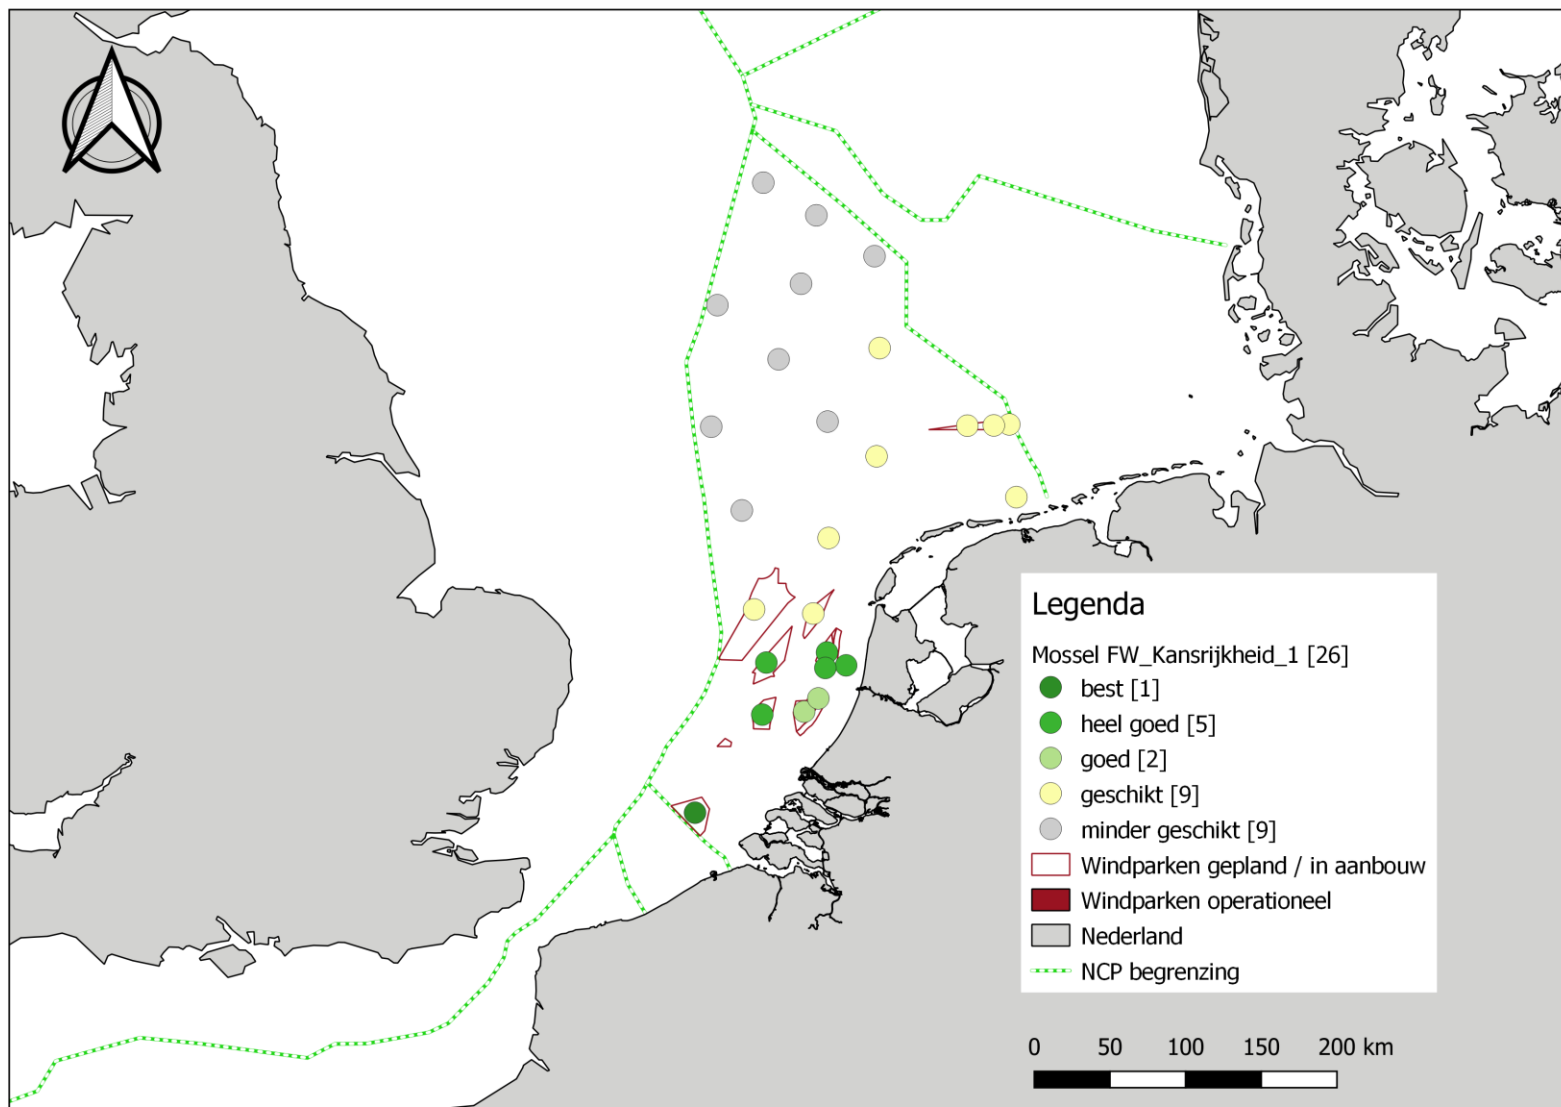 Legenda
Mossel FW_Kansrijkheid_1 [26]
best [1]
heel goed [5]
goed [2]
geschikt [9]
minder geschikt [9]
Windparken gepland / in aanbouw
Windparken operationeel
Nederland
NCP begrenzing
0 50 100 150 200 km